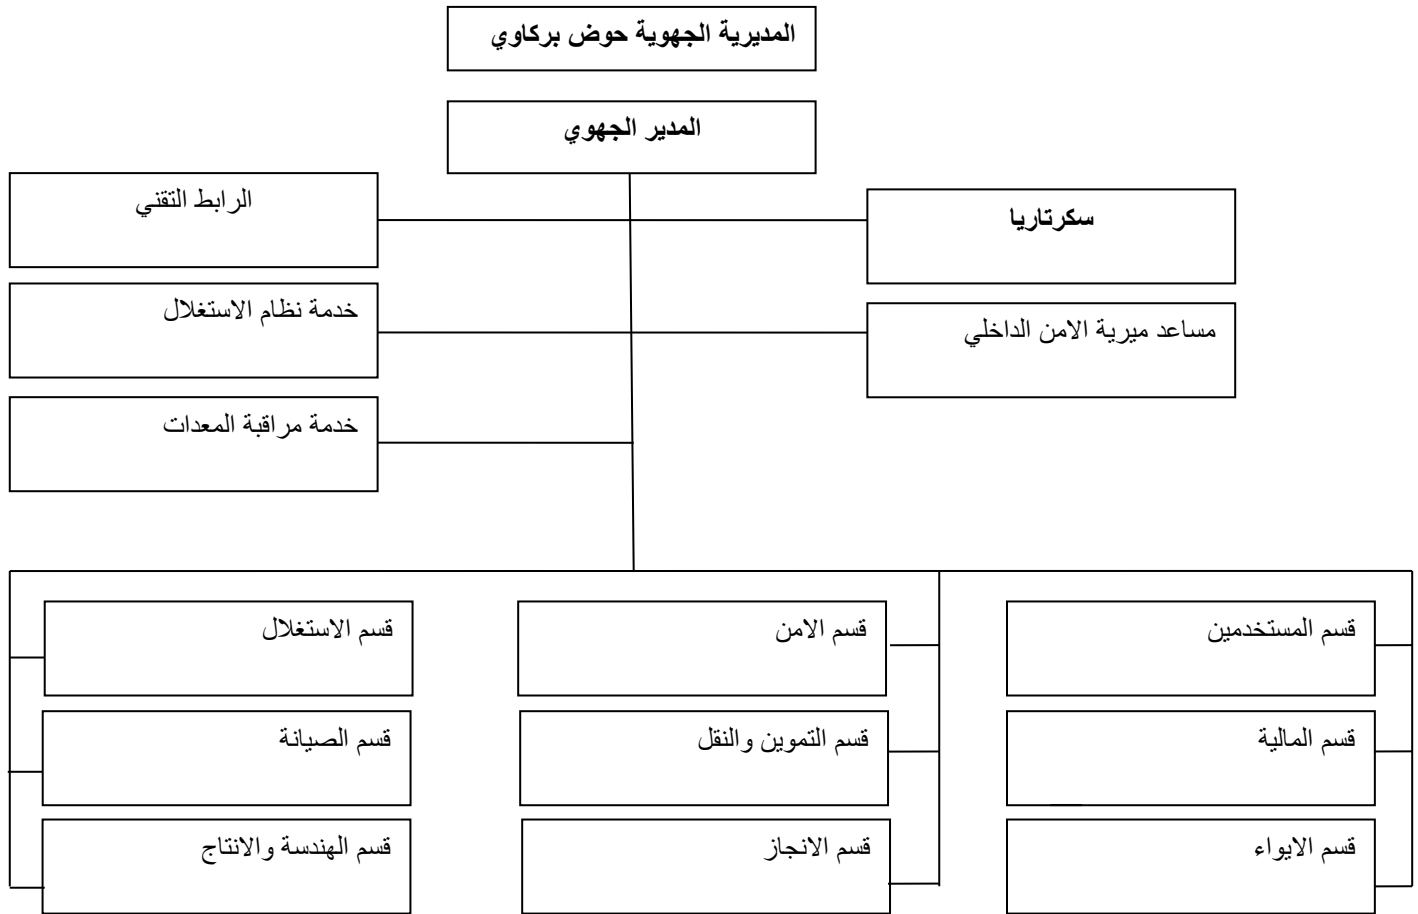 المديرية الجهوية حوض بركاوي
المدير الجهوي
سكرتاريا
الرابط التقني
مساعد ميرية الامن الداخلي
خدمة نظام الاستغلال
خدمة مراقبة المعدات
قسم المستخدمين
قسم الامن
قسم الاستغلال
قسم المالية
قسم التموين والنقل
قسم الصيانة
قسم الايواء
قسم الانجاز
قسم الهندسة والانتاج